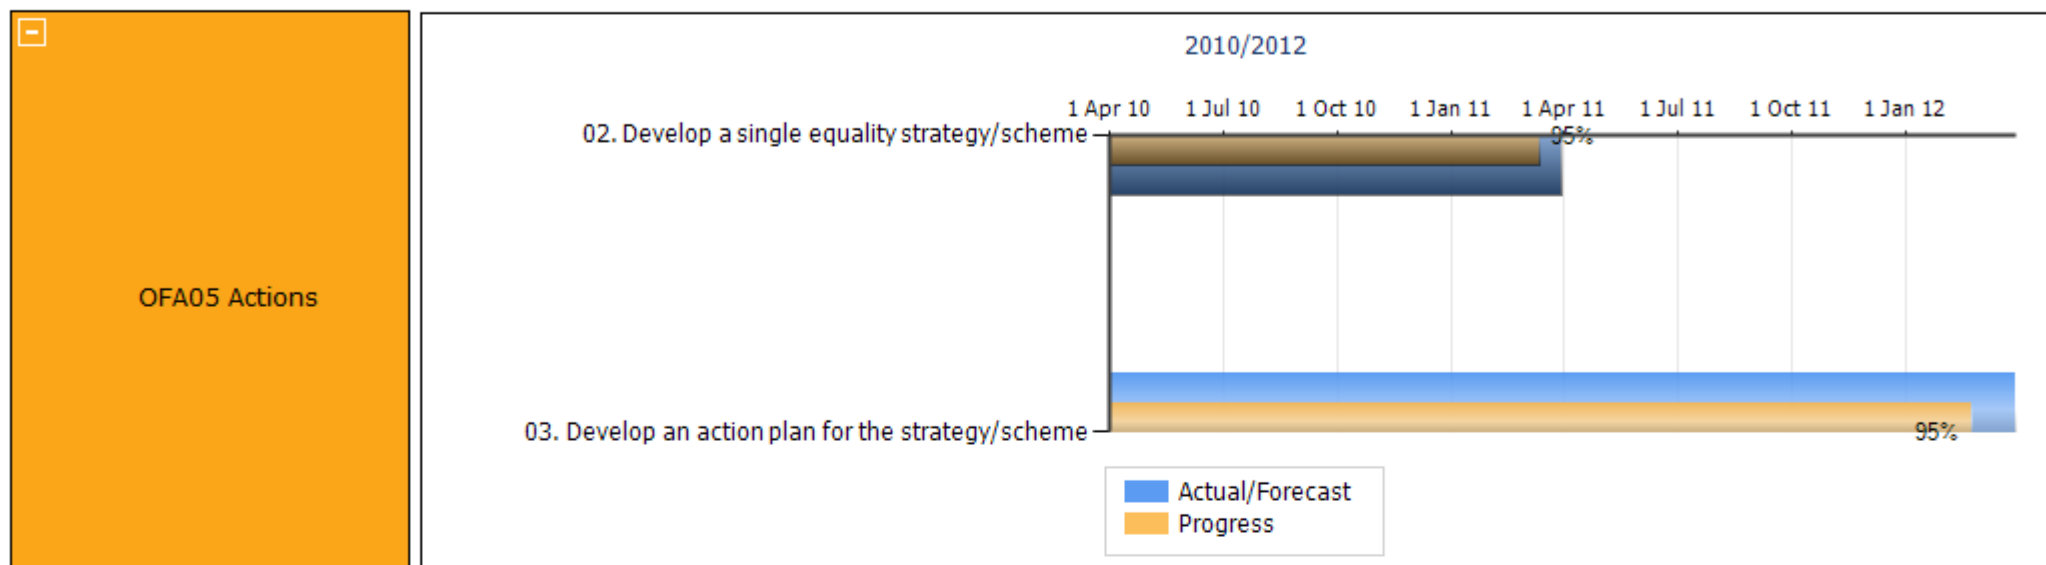 2010/2012
1 Apr 10 1 Jul 10 1 Oct 10 1 Jan 11 1 Apr 11 1 Jul 11 1 Oct 11 1 Jan 12
02. Develop a single equality strategy/scheme
95%
OFA05 Actions
03. Develop an action plan for the strategy/scheme
95%
Actual/Forecast
Progress